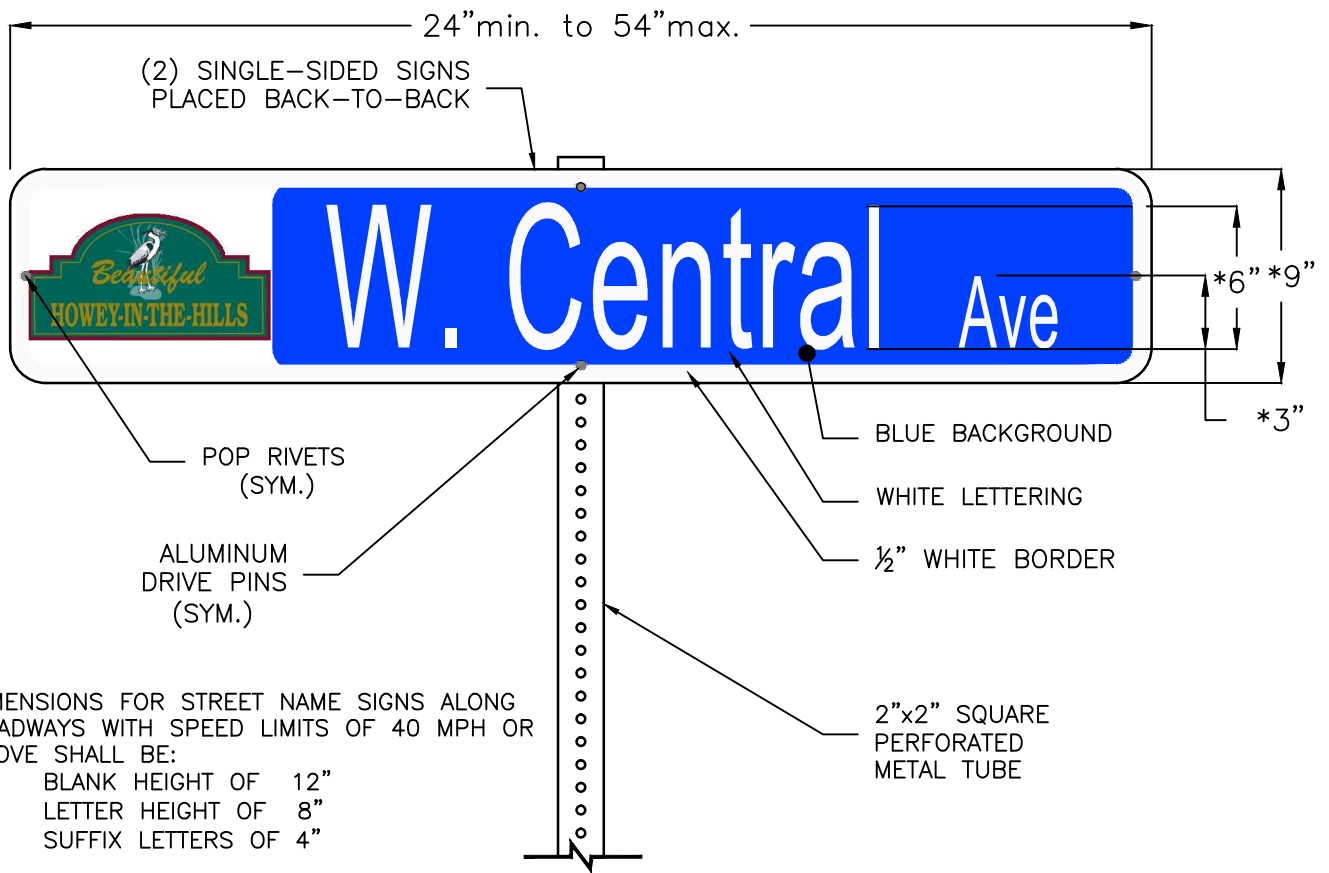 24”min. to 54”max.
(2) SINGLE-SIDED SIGNS
PLACED BACK-TO-BACK
Beautiful
HOWEY-IN-THE-HILLS
W. Central Ave
*6” *9”
*3”
POP RIVETS
(SYM.)
ALUMINUM
DRIVE PINS
(SYM.)
BLUE BACKGROUND
WHITE LETTERING
½” WHITE BORDER
2”x2” SQUARE
PERFORATED
METAL TUBE
MENSIONS FOR STREET NAME SIGNS ALONG
ADWAYS WITH SPEED LIMITS OF 40 MPH OR
OVE SHALL BE:
BLANK HEIGHT OF 12”
LETTER HEIGHT OF 8”
SUFFIX LETTERS OF 4”